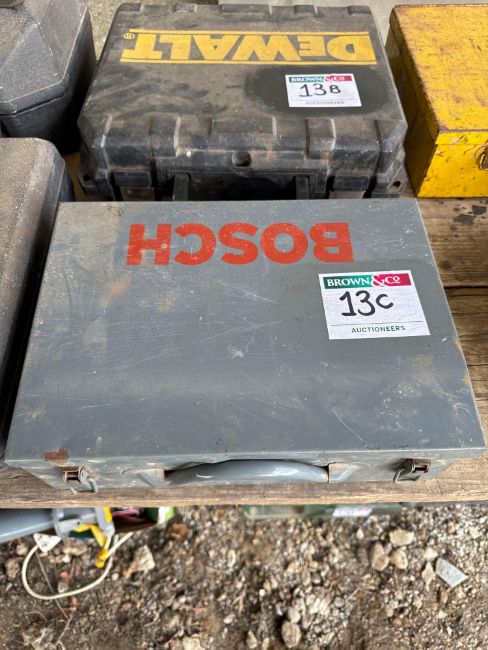 DEWALT®
BROWN&CO
13B
AUCTIONEERS
BOSCH
BROWN&CO
13C
AUCTIONEERS